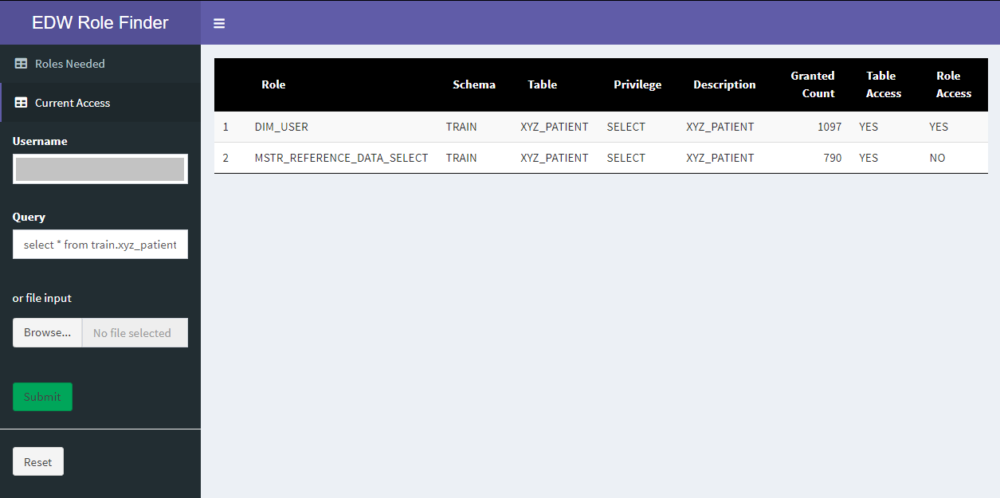 EDW Role Finder
Roles Needed
Current Access
Username
Query
select * from train.xyz_patient
or file input
Browse... No file selected
Submit
Reset
Role Schema Table Privilege Description Granted Count Table Access Role Access
1 DIM_USER TRAIN XYZ_PATIENT SELECT XYZ_PATIENT 1097 YES YES
2 MSTR_REFERENCE_DATA_SELECT TRAIN XYZ_PATIENT SELECT XYZ_PATIENT 790 YES NO